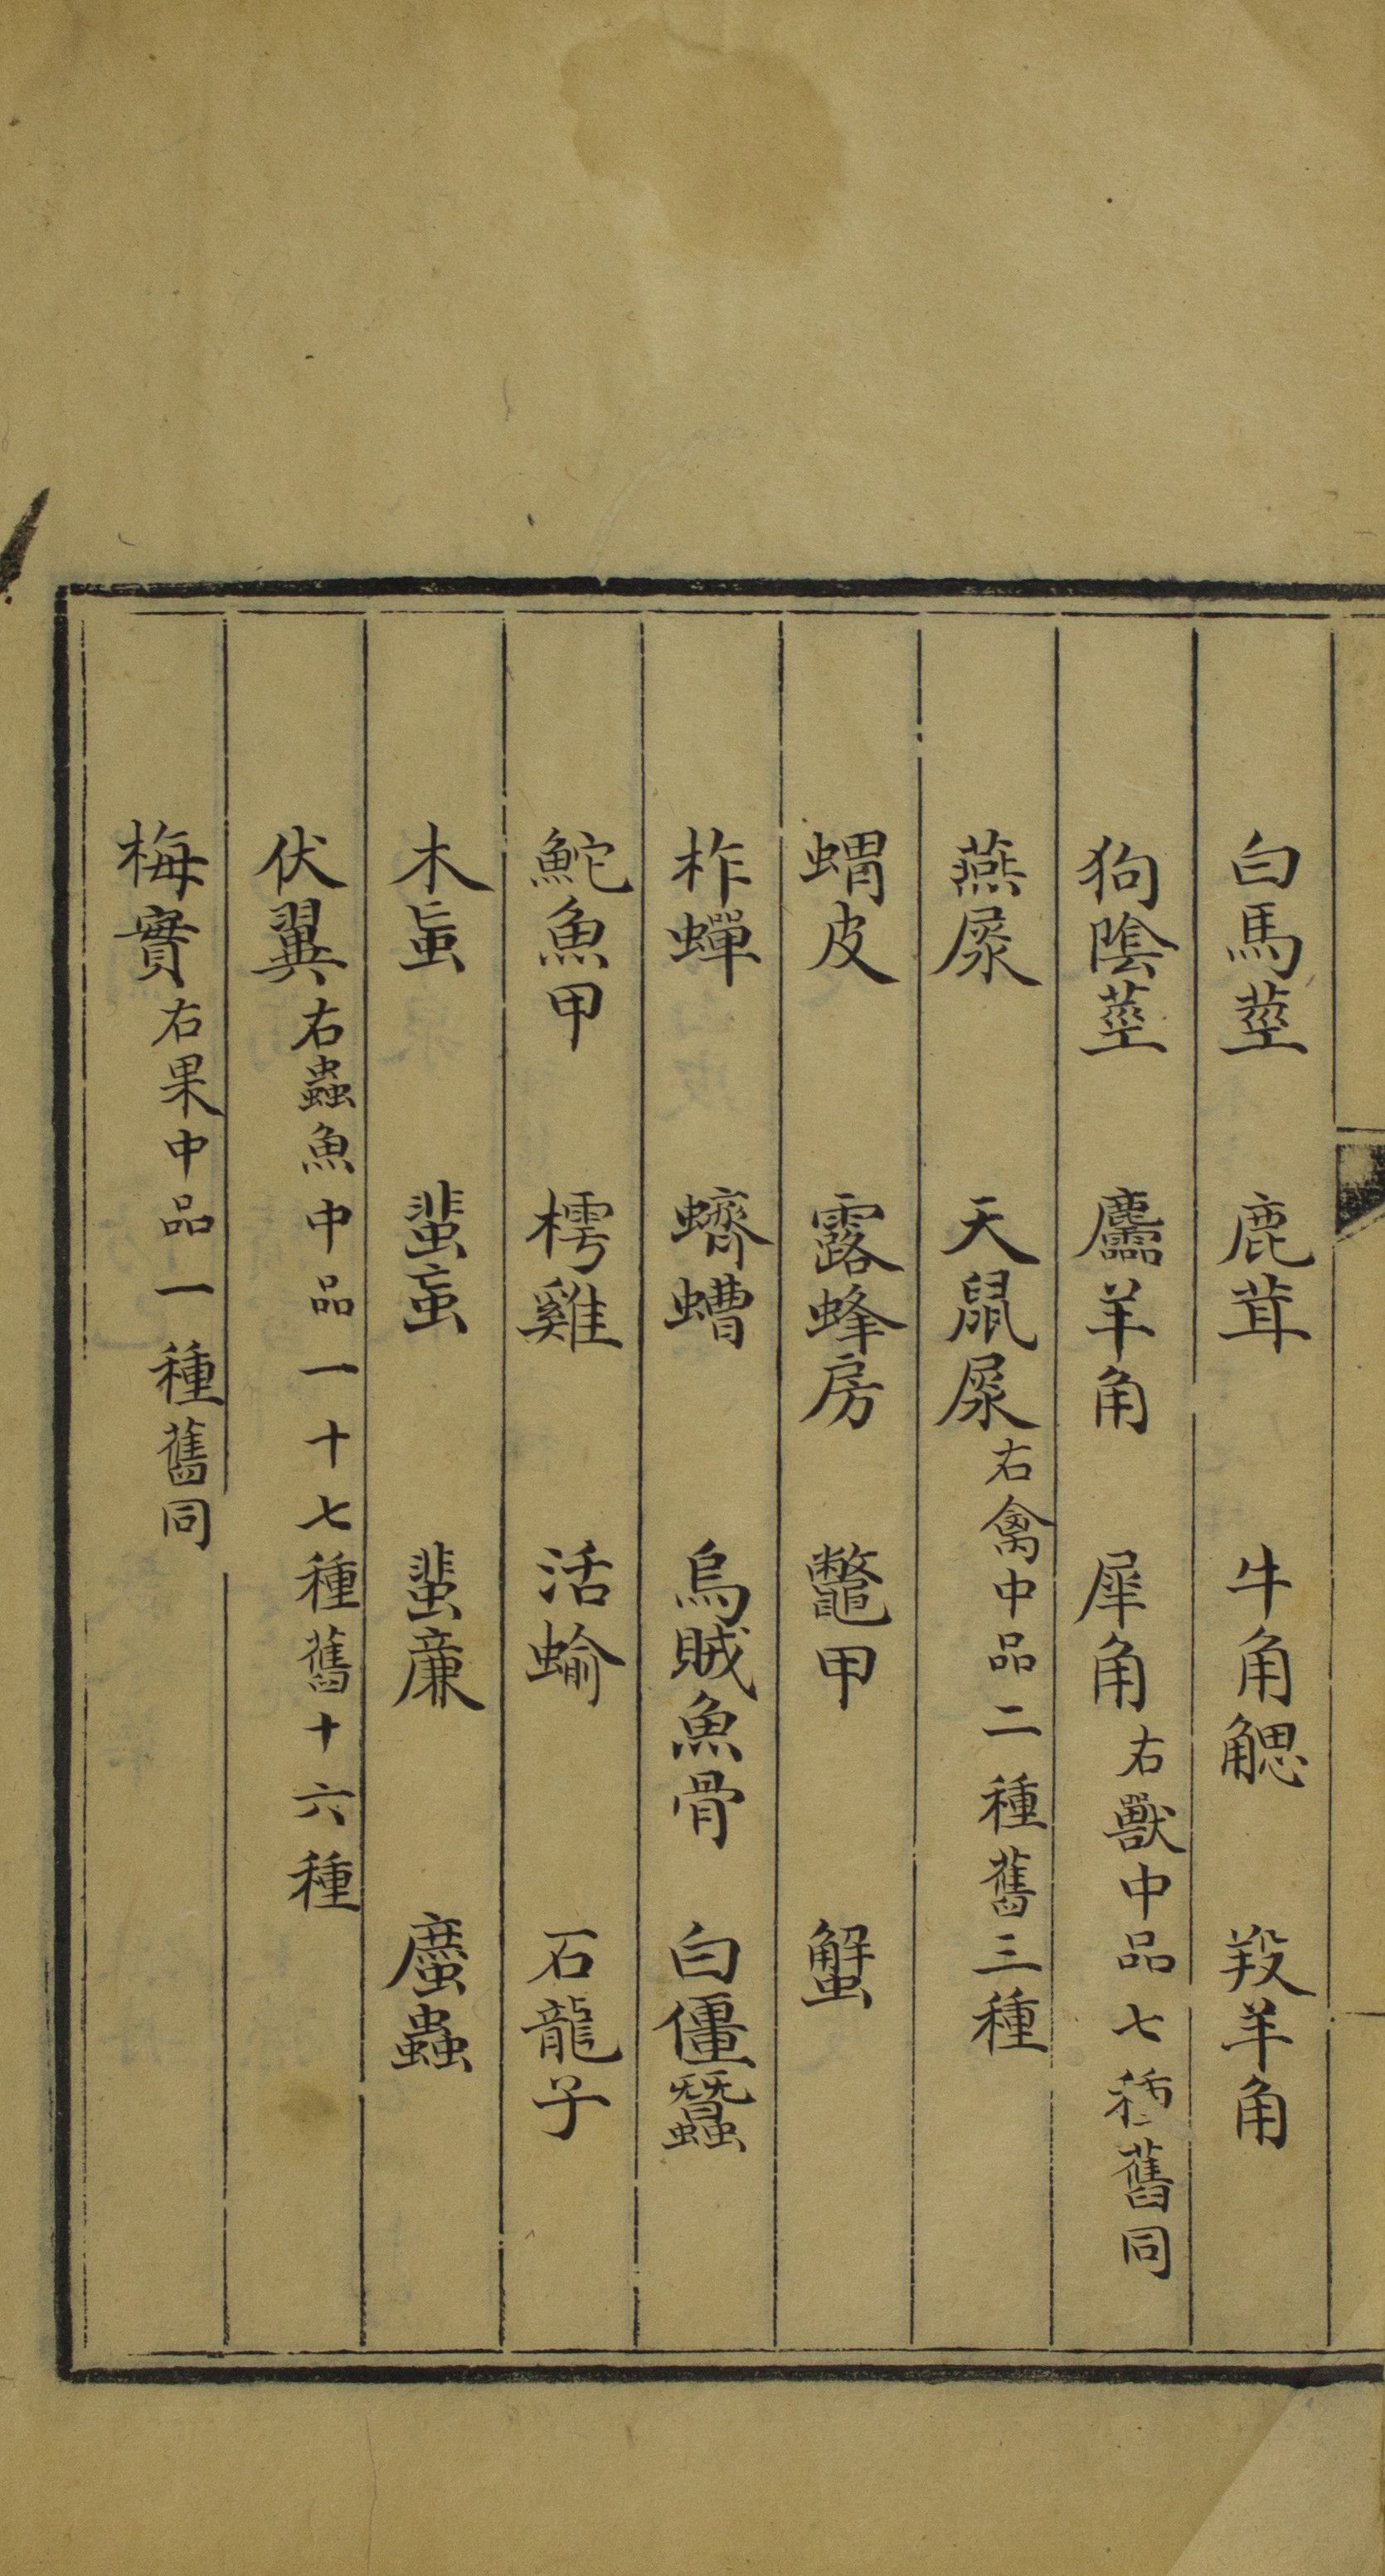 白馬莖 鹿茸 牛角䚡 羖羊角
狗陰莖 麢羊角 犀角右獸中品七種舊同
燕屎 天鼠屎右禽中品二種舊三種
蝟皮 露蜂房 鼈甲 蟹
柞蟬 蠐螬 烏賊魚骨 白僵蠶
鮀魚甲 樗雞 活蝓 石龍子
木䖟 蜚䖟 蜚廉 䗪蟲
伏翼右蟲魚中品一十七種舊十六種
梅實右果中品一種舊同